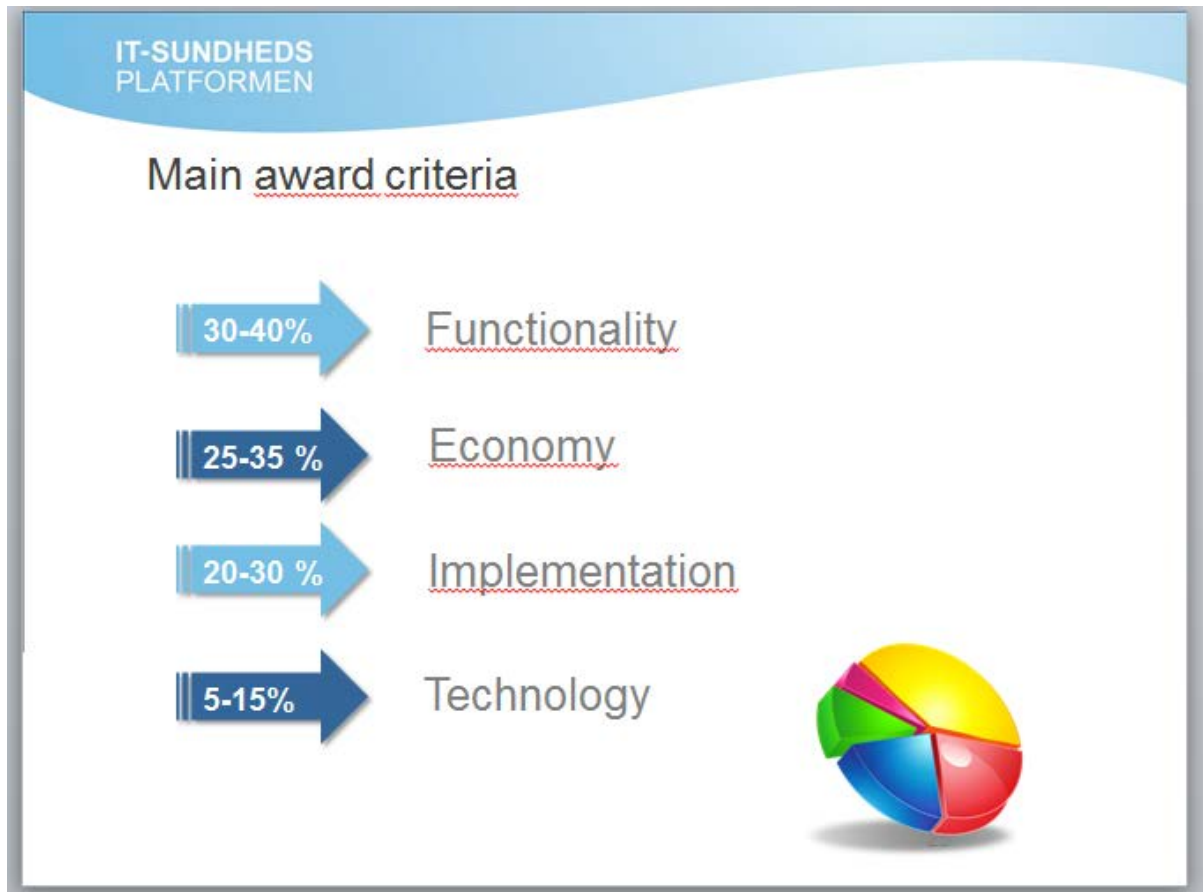 IT-SUNDHEDS
PLATFORMEN
Main award criteria
30-40% Functionality
25-35 % Economy
20-30 % Implementation
5-15% Technology